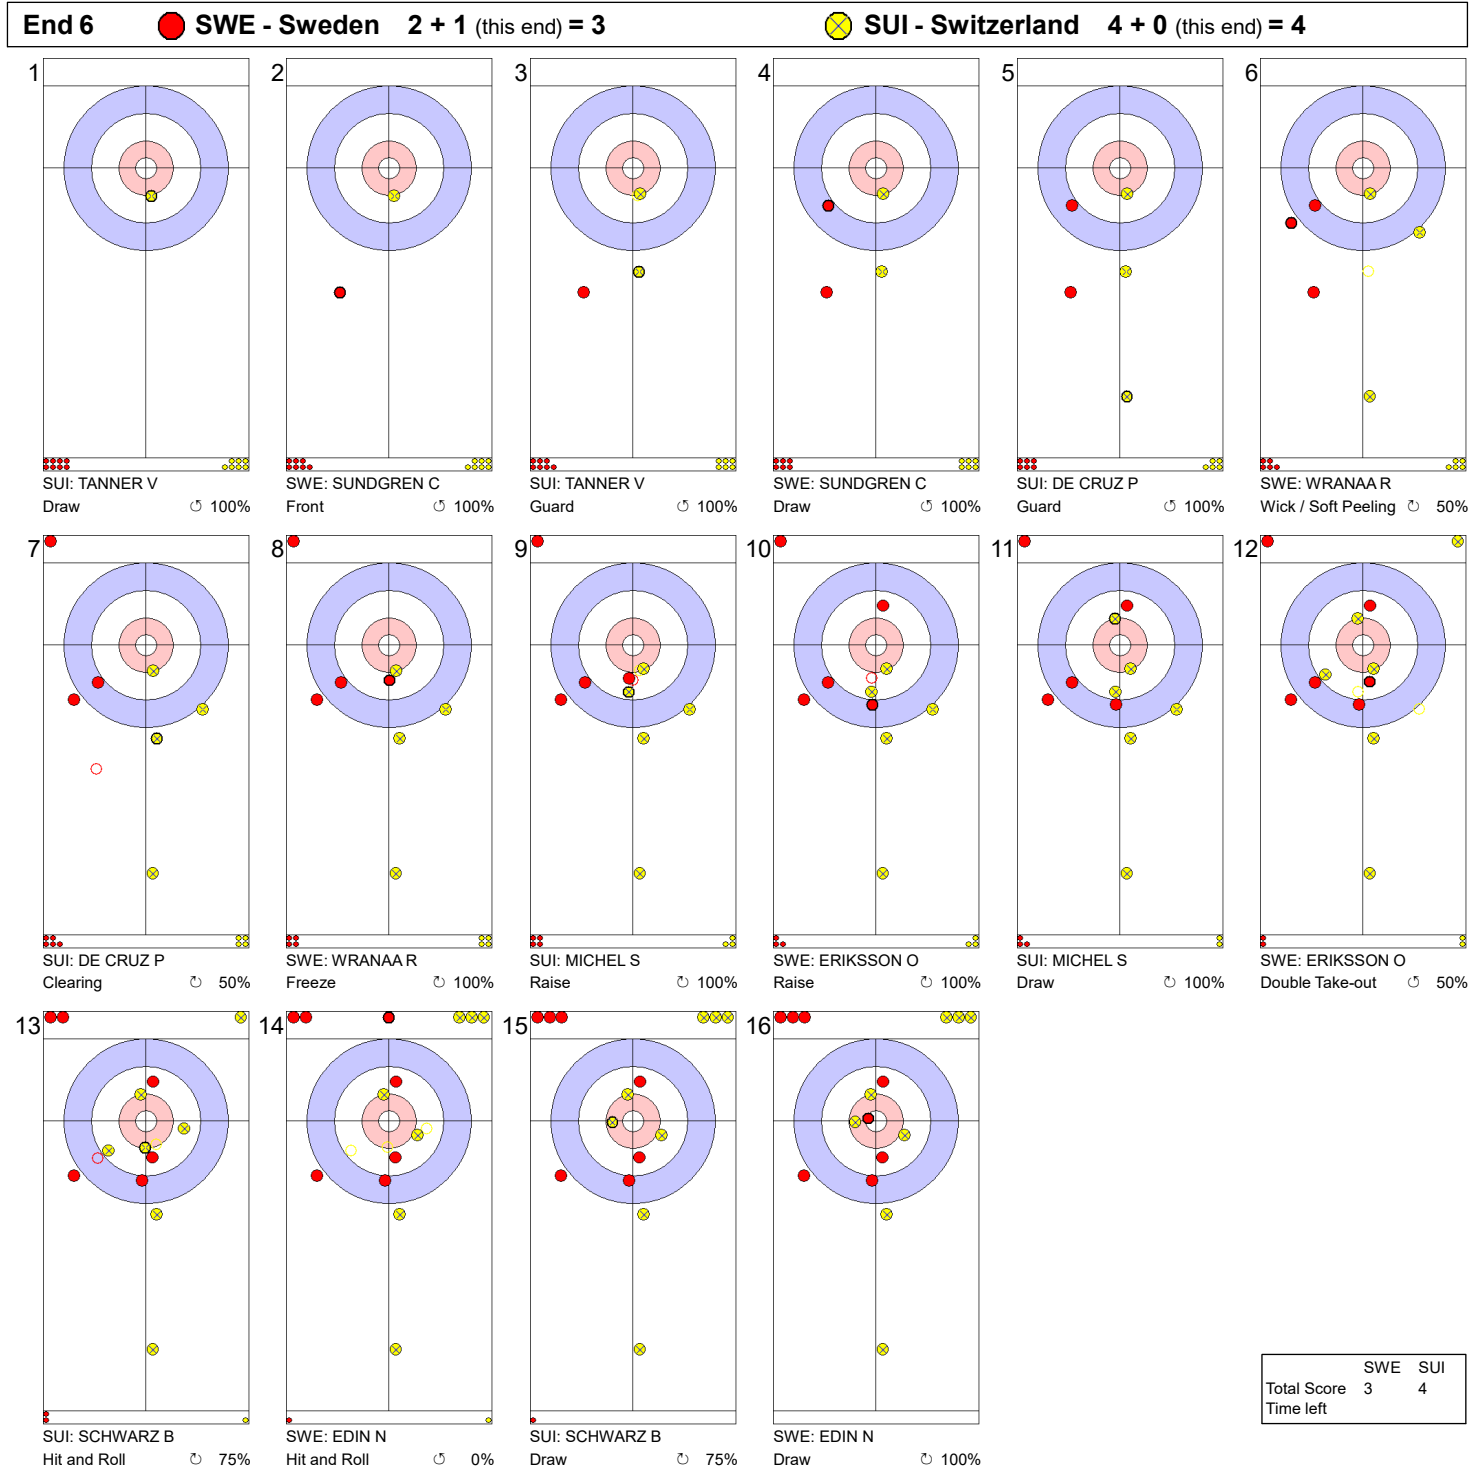 End 6 SWE - Sweden 2 + 1 (this end) = 3 SUI - Switzerland 4 + 0 (this end) = 4
1 2 3 4 5 6
SUI: TANNER V SWE: SUNDGREN C SUI: TANNER V SWE: SUNDGREN C SUI: DE CRUZ P SWE: WRANAA R
Draw ↺ 100% Front ↺ 100% Guard ↺ 100% Draw ↺ 100% Guard ↺ 100% Wick / Soft Peeling ↻ 50%
7 8 9 10 11 12
SUI: DE CRUZ P SWE: WRANAA R SUI: MICHEL S SWE: ERIKSSON O SUI: MICHEL S SWE: ERIKSSON O
Clearing ↻ 50% Freeze ↻ 100% Raise ↻ 100% Raise ↻ 100% Draw ↻ 100% Double Take-out ↺ 50%
13 14 15 16
SWE SUI
Total Score 3 4
Time left
SUI: SCHWARZ B SWE: EDIN N SUI: SCHWARZ B SWE: EDIN N
Hit and Roll ↻ 75% Hit and Roll ↺ 0% Draw ↻ 75% Draw ↻ 100%